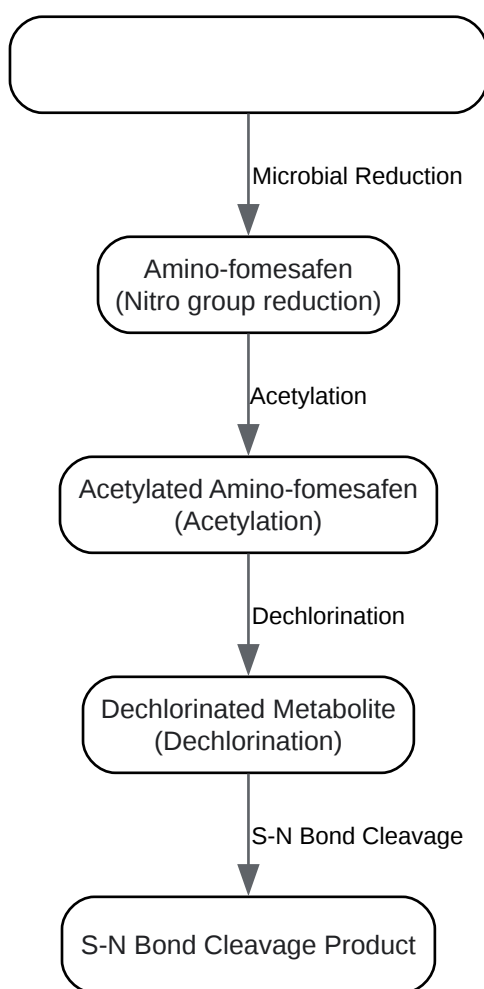 Microbial Reduction
Amino-fomesafen
(Nitro group reduction)
Acetylation
Acetylated Amino-fomesafen
(Acetylation)
Dechlorination
Dechlorinated Metabolite
(Dechlorination)
S-N Bond Cleavage
S-N Bond Cleavage Product